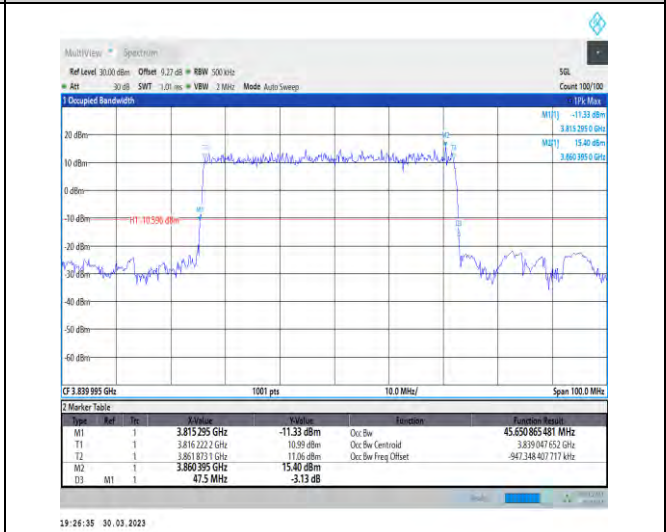 MultiView Spectrum
Ref Level 30.00 dBm Offset 9.27 dB RBW 500 kHz SGL
Att 30 dB SWT 1.01 ms VBW 2 MHz Mode Auto Sweep Count 100/100
1 Occupied Bandwidth 1Pk Max
M1[1] -11.33 dBm
3.815 295 0 GHz
M2[1] 15.40 dBm
3.860 395 0 GHz
20 dBm
10 dBm
0 dBm
-10 dBm
H1 -10.596 dBm
-20 dBm
-30 dBm
-40 dBm
-50 dBm
-60 dBm
M1
T1
M2
T2
D3
CF 3.839 995 GHz 1001 pts 10.0 MHz/ Span 100.0 MHz
2 Marker Table
Type Ref Trc X-Value Y-Value Function Function Result
M1 1 3.815 295 GHz -11.33 dBm Occ Bw 45.650 865 481 MHz
T1 1 3.816 222 2 GHz 10.99 dBm Occ Bw Centroid 3.839 047 652 GHz
T2 1 3.861 873 1 GHz 11.06 dBm Occ Bw Freq Offset -947.348 407 717 kHz
M2 1 3.860 395 GHz 15.40 dBm
D3 M1 1 47.5 MHz -3.13 dB
19:26:35 30.03.2023